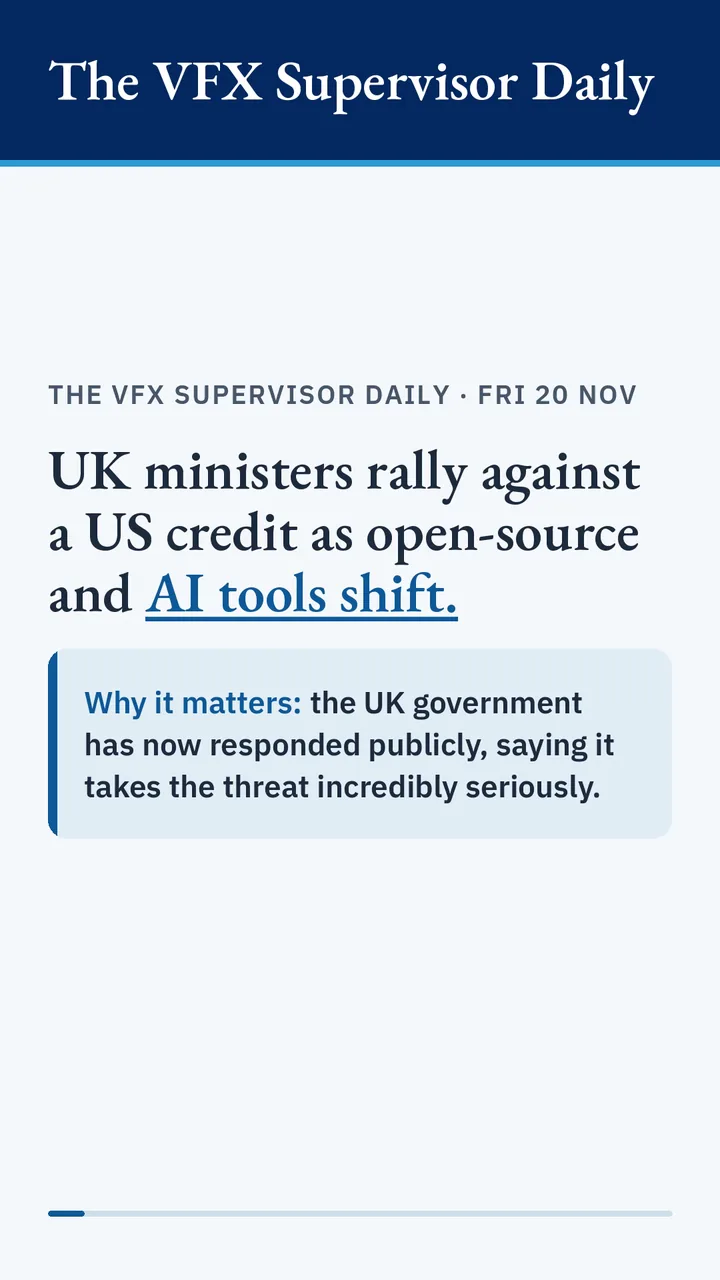 The VFX Supervisor Daily
THE VFX SUPERVISOR DAILY · FRI 20 NOV
UK ministers rally against
a US credit as open-source
and AI tools shift.
Why it matters: the UK government
has now responded publicly, saying it
takes the threat incredibly seriously.